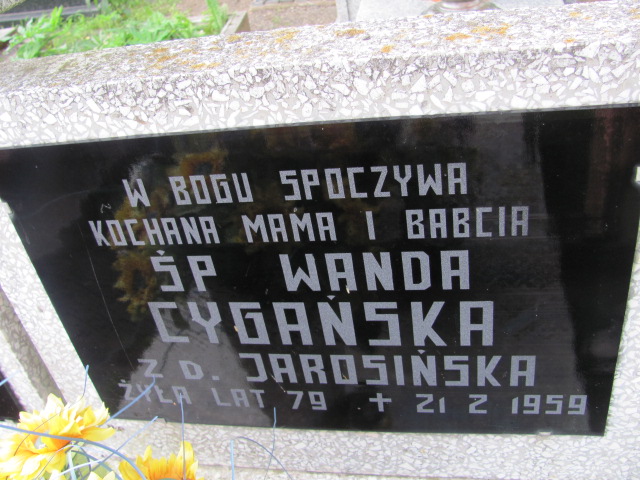 W BOGU SPOCZYWA
KOCHANA MAMA I BABCIA
ŚP WANDA
CYGAŃSKA
Z D. JAROSIŃSKA
ŻYŁA LAT 79 + 21 2 1959